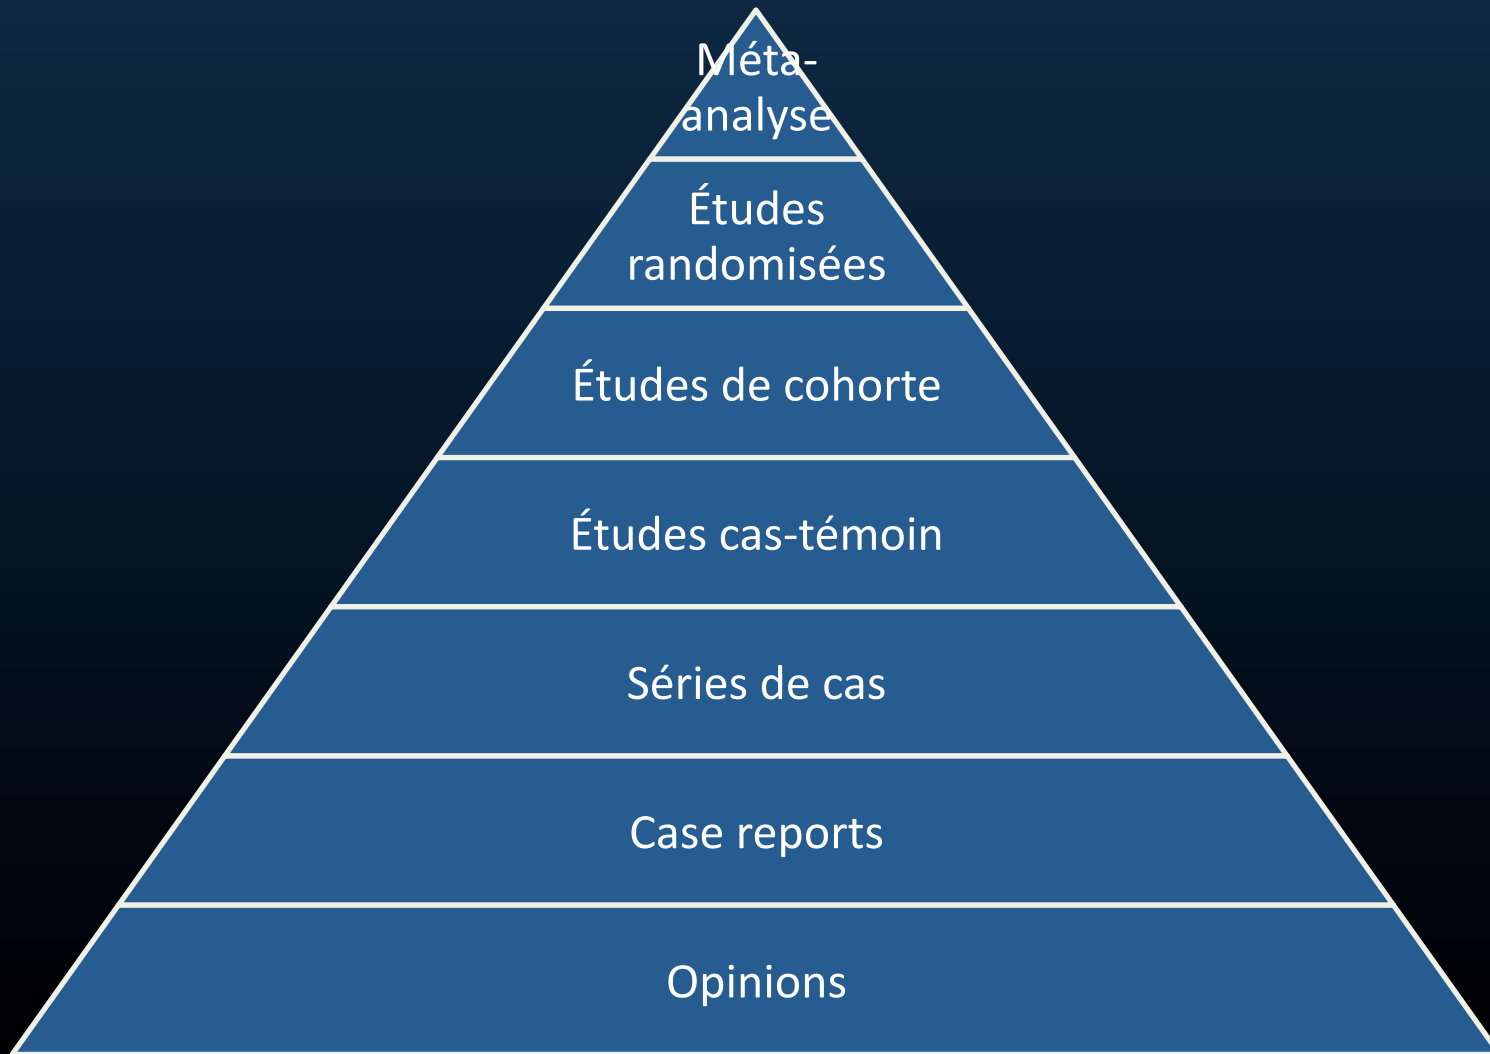 Méta-
analyse
Études
randomisées
Études de cohorte
Études cas-témoin
Séries de cas
Case reports
Opinions